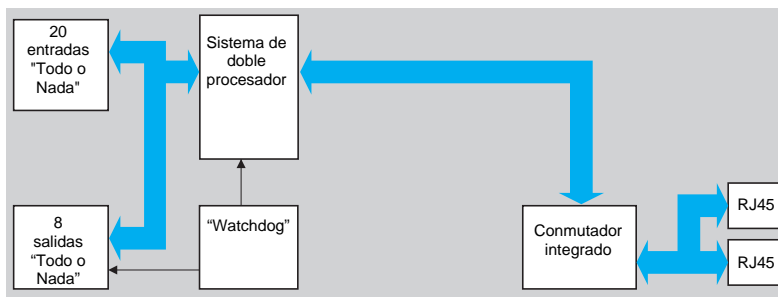 20
entradas
"Todo o
Nada"
Sistema de
doble
procesador
8
salidas
“Todo o
Nada”
“Watchdog”
Conmutador
integrado
RJ45
RJ45